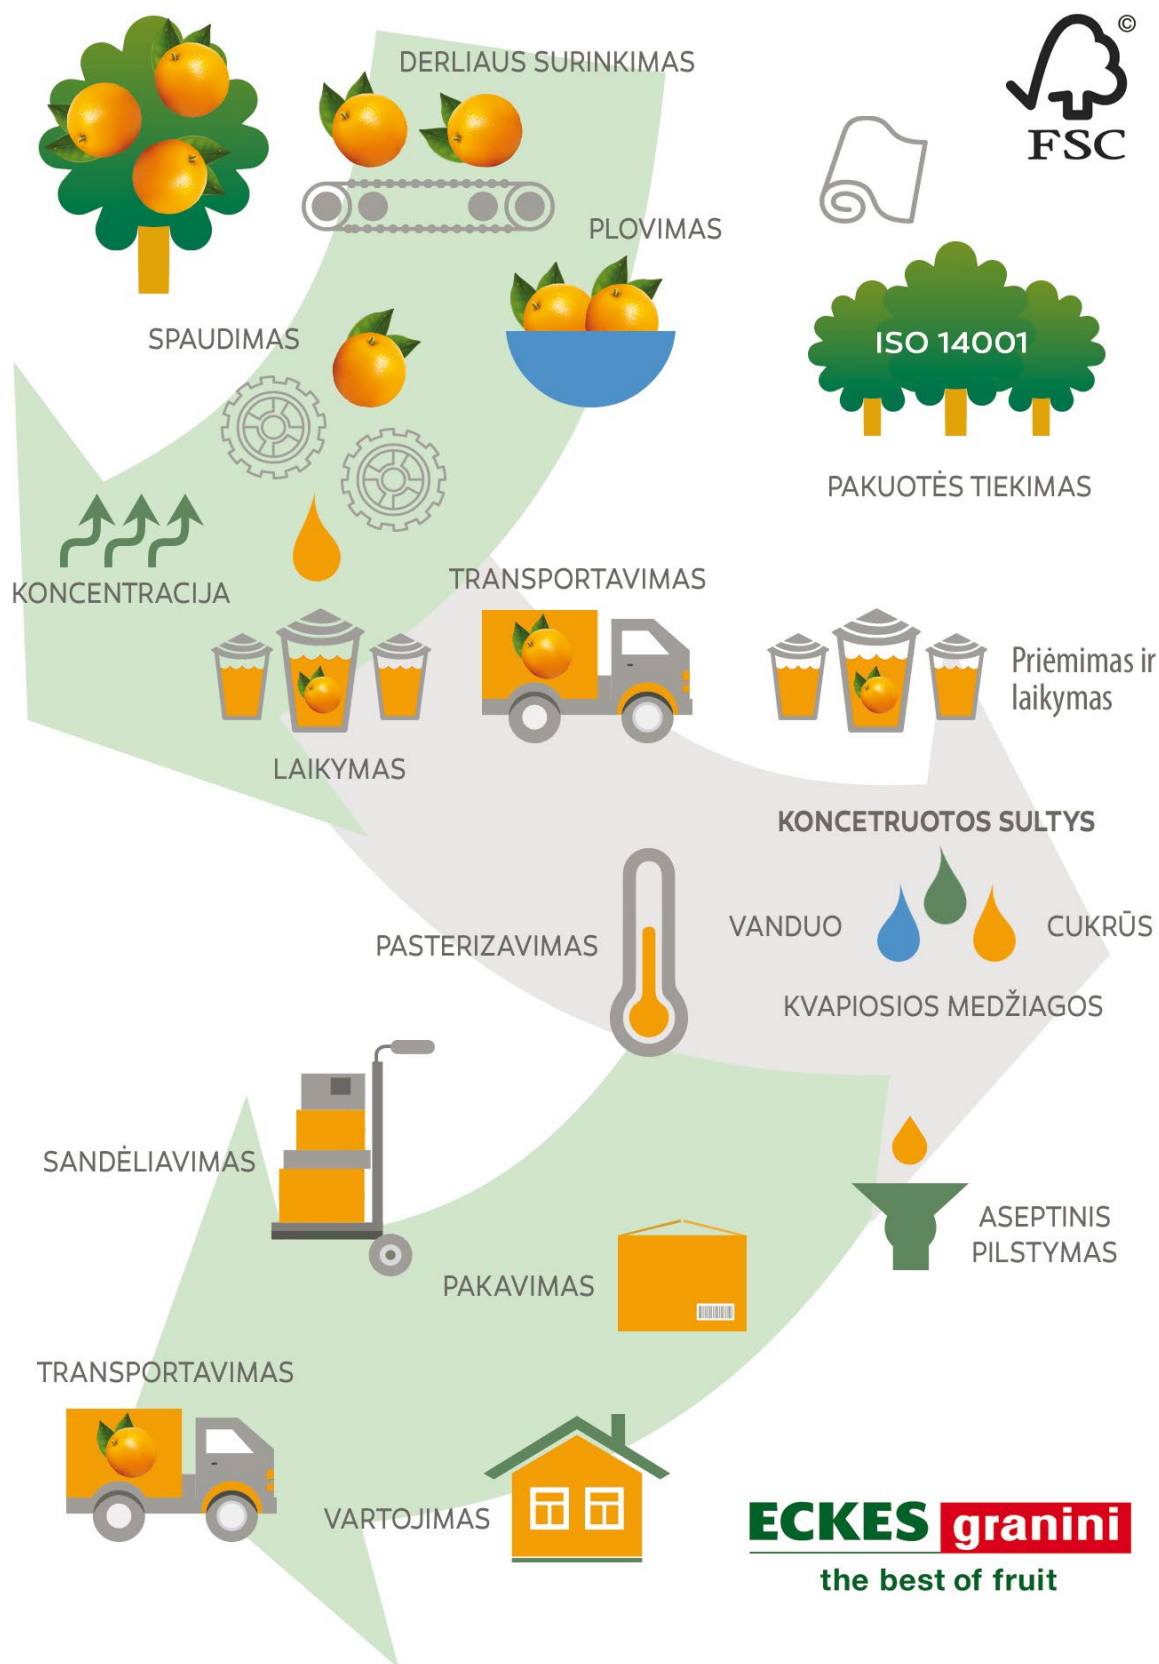 DERLIAUS SURINKIMAS
©
FSC
PLOVIMAS
SPAUDIMAS
ISO 14001
PAKUOTĖS TIEKIMAS
KONCENTRACIJA
TRANSPORTAVIMAS
Priėmimas ir
laikymas
LAIKYMAS
KONCETRUOTOS SULTYS
VANDUO
CUKRŪS
PASTERIZAVIMAS
KVAPIOSIOS MEDŽIAGOS
SANDĖLIAVIMAS
ASEPTINIS
PILSTYMAS
PAKAVIMAS
TRANSPORTAVIMAS
VARTOJIMAS
ECKES granini
the best of fruit